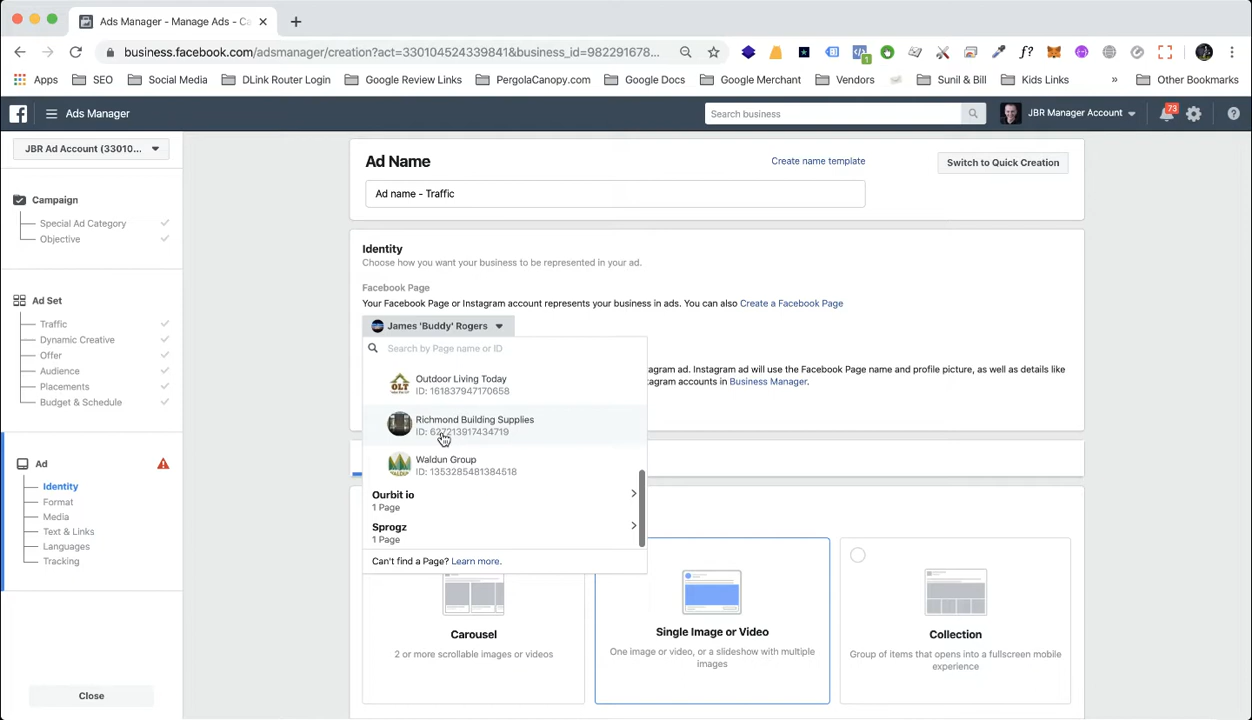 Ads Manager - Manage Ads - Ca
business.facebook.com/adsmanager/creation?act=330104524339841&business_id=982291678...
Apps
SEO
Social Media
DLink Router Login
Google Review Links
PergolaCanopy.com
Google Docs
Google Merchant
Vendors
Sunil & Bill
Kids Links
»
Other Bookmarks
Ads Manager
Search business
JBR Manager Account
73
JBR Ad Account (33010...
Campaign
Special Ad Category
Objective
Ad Set
Traffic
Dynamic Creative
Offer
Audience
Placements
Budget & Schedule
Ad
Identity
Format
Media
Text & Links
Languages
Tracking
Close
Ad Name
Create name template
Switch to Quick Creation
Ad name - Traffic
Identity
Choose how you want your business to be represented in your ad.
Facebook Page
Your Facebook Page or Instagram account represents your business in ads. You can also Create a Facebook Page
James 'Buddy' Rogers
Search by Page name or ID
Outdoor Living Today
ID: 161837947170658
Richmond Building Supplies
ID: 627213917434719
Waldun Group
ID: 1353285481384518
Ourbit io
1 Page
Sprogz
1 Page
Can't find a Page? Learn more.
agram ad. Instagram ad will use the Facebook Page name and profile picture, as well as details like
tagram accounts in Business Manager.
Carousel
2 or more scrollable images or videos
Single Image or Video
One image or video, or a slideshow with multiple
images
Collection
Group of items that opens into a fullscreen mobile
experience